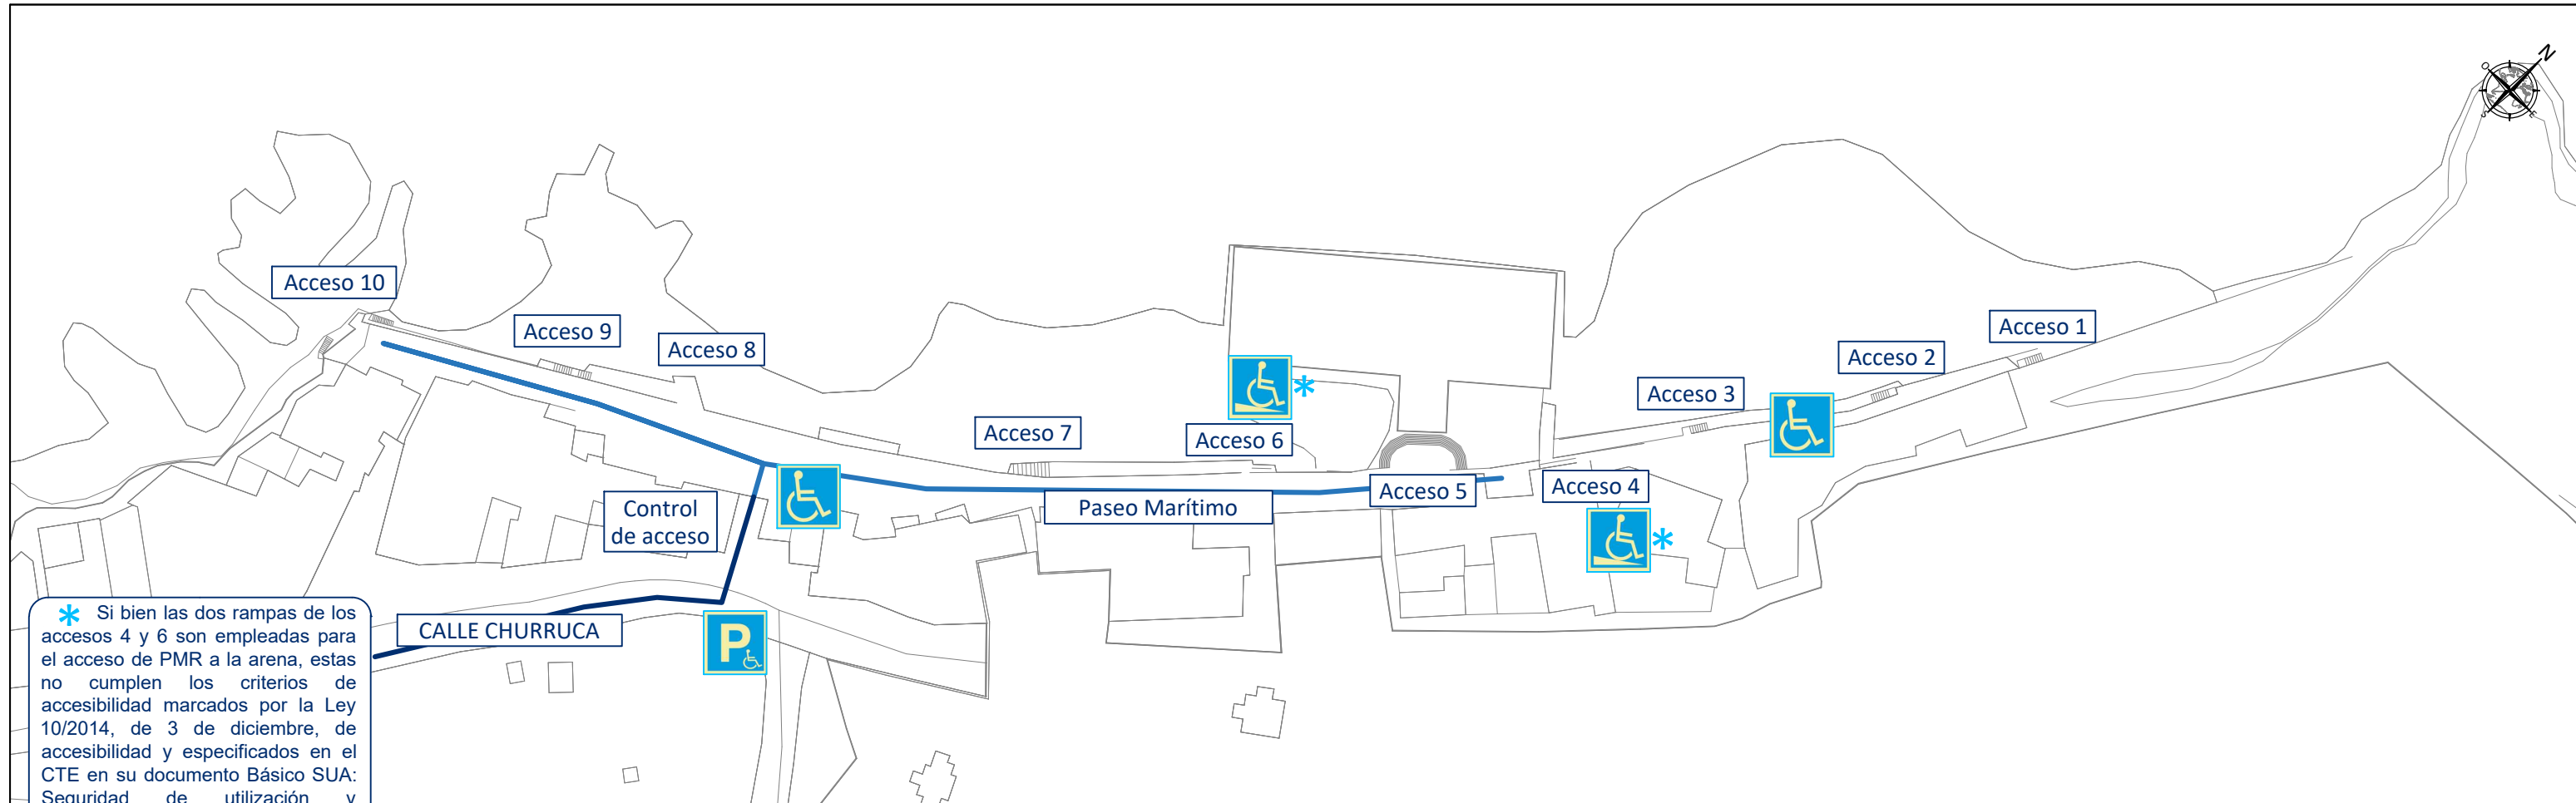 N
O
S
E
Acceso 10
Acceso 9
Acceso 8
Acceso 7
Acceso 6
*
Acceso 5
Acceso 4
*
Acceso 3
Acceso 2
Acceso 1
Paseo Marítimo
Control
de acceso
CALLE CHURRUCA
P
* Si bien las dos rampas de los
accesos 4 y 6 son empleadas para
el acceso de PMR a la arena, estas
no cumplen los criterios de
accesibilidad marcados por la Ley
10/2014, de 3 de diciembre, de
accesibilidad y especificados en el
CTE en su documento Básico SUA:
Seguridad de utilización y